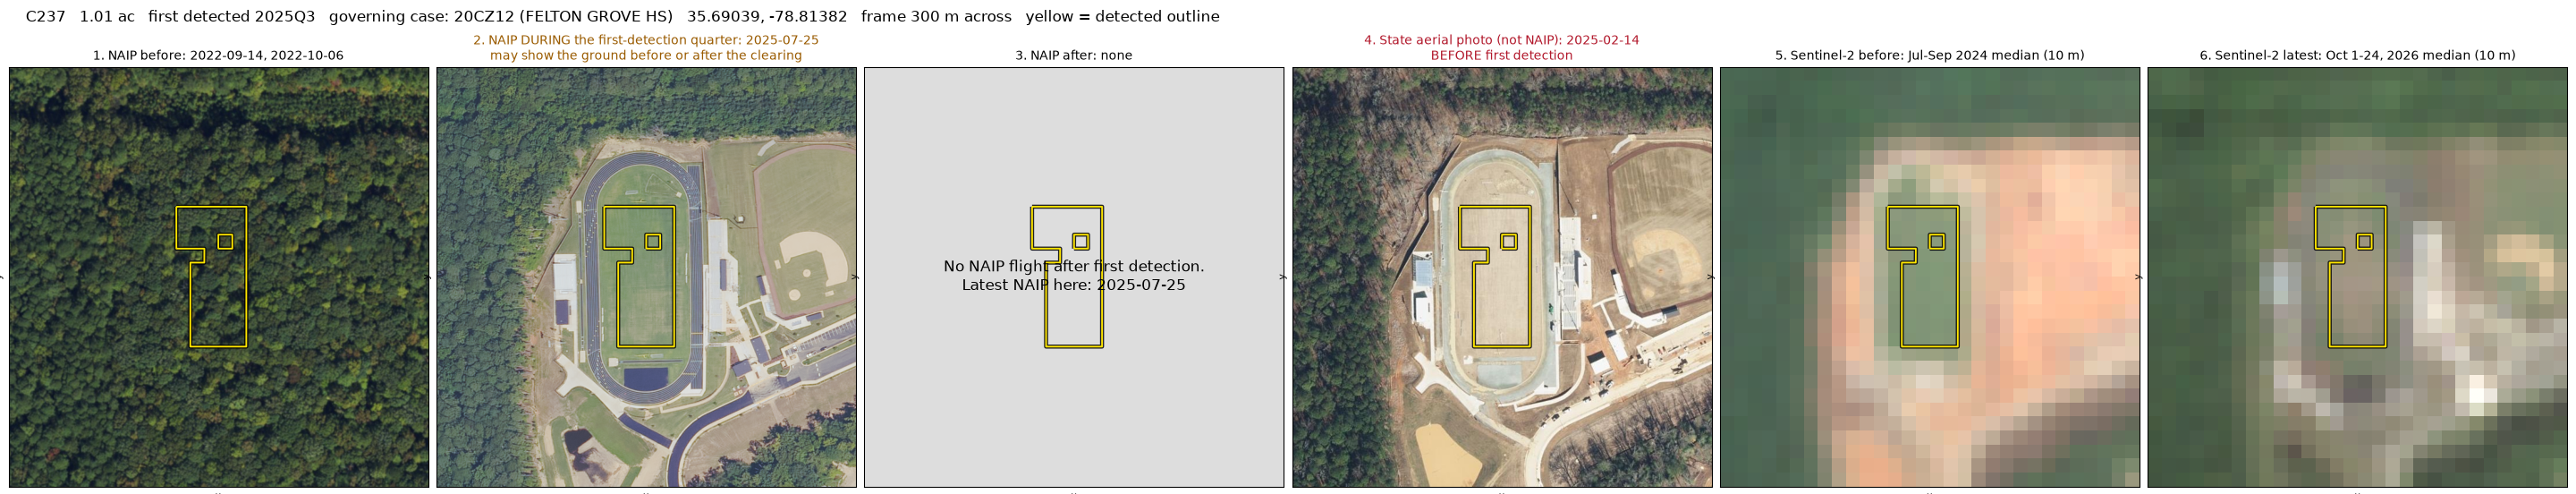 C237 1.01 ac first detected 2025Q3 governing case: 20CZ12 (FELTON GROVE HS) 35.69039, -78.81382 frame 300 m across yellow = detected outline
1. NAIP before: 2022-09-14, 2022-10-06
2. NAIP DURING the first-detection quarter: 2025-07-25
may show the ground before or after the clearing
3. NAIP after: none
4. State aerial photo (not NAIP): 2025-02-14
BEFORE first detection
5. Sentinel-2 before: Jul-Sep 2024 median (10 m)
6. Sentinel-2 latest: Oct 1-24, 2026 median (10 m)
No NAIP flight after first detection.
Latest NAIP here: 2025-07-25